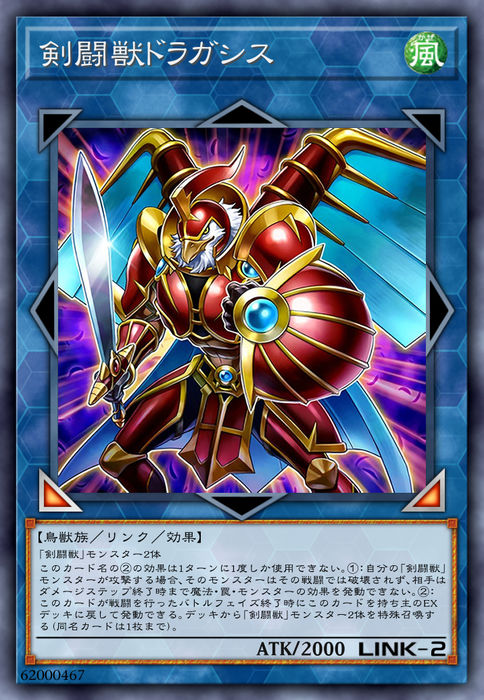 剣闘獣ドラガシス
風
かぜ
【鳥獣族／リンク／効果】
「剣闘獣」モンスター2体
このカード名の②の効果は1ターンに1度しか使用できない。①：自分の「剣闘獣」
モンスターが攻撃する場合、そのモンスターはその戦闘では破壊されず、相手は
ダメージステップ終了時まで魔法・罠・モンスターの効果を発動できない。②：
このカードが戦闘を行ったバトルフェイズ終了時にこのカードを持ち主のEX
デッキに戻して発動できる。デッキから「剣闘獣」モンスター2体を特殊召喚す
る(同名カードは1枚まで)。
ATK/2000 LINK-2
62000467